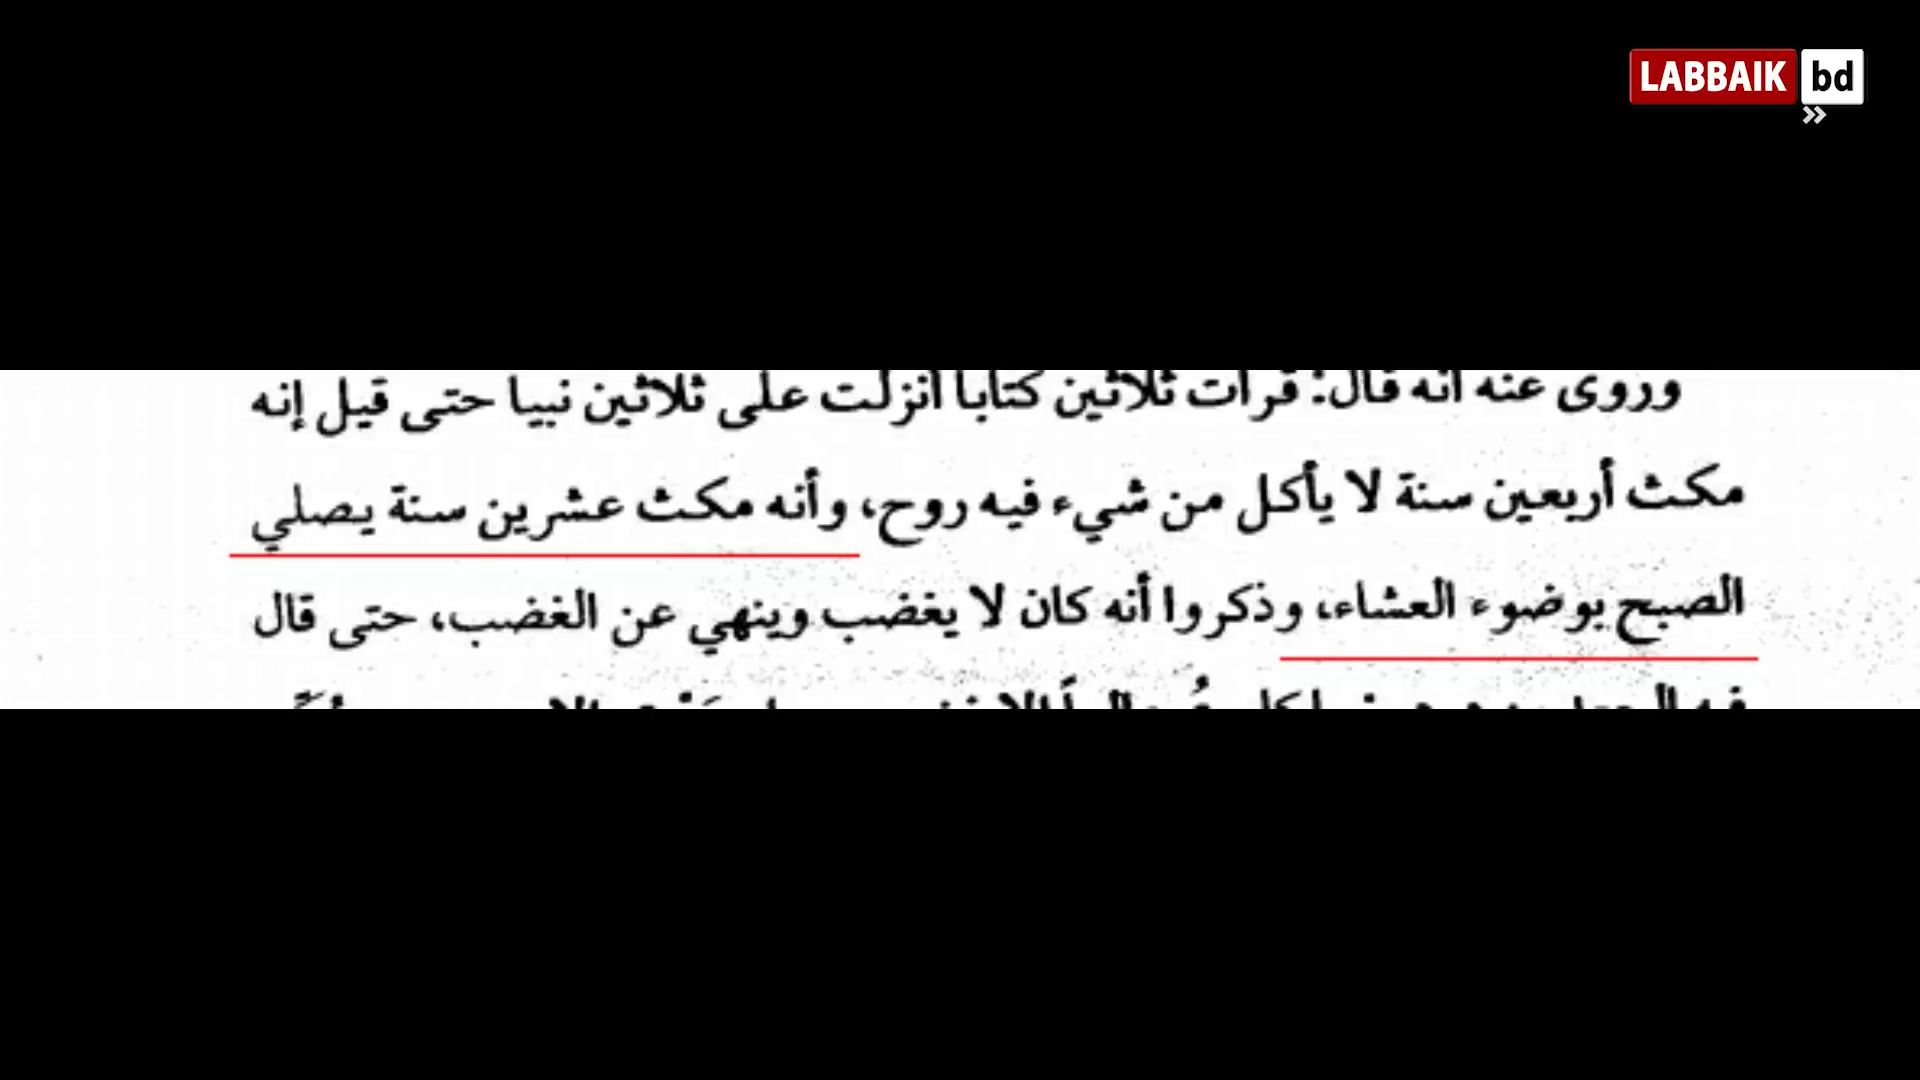 LABBAIK bd
وروى عنه أنه قال: قرأت ثلاثين كتابا أنزلت على ثلاثين نبيا حتى قيل إنه
مكث أربعين سنة لا يأكل من شيء فيه روح، وأنه مكث عشرين سنة يصلي
الصبح بوضوء العشاء، وذكروا أنه كان لا يغضب وينهي عن الغضب، حتى قال